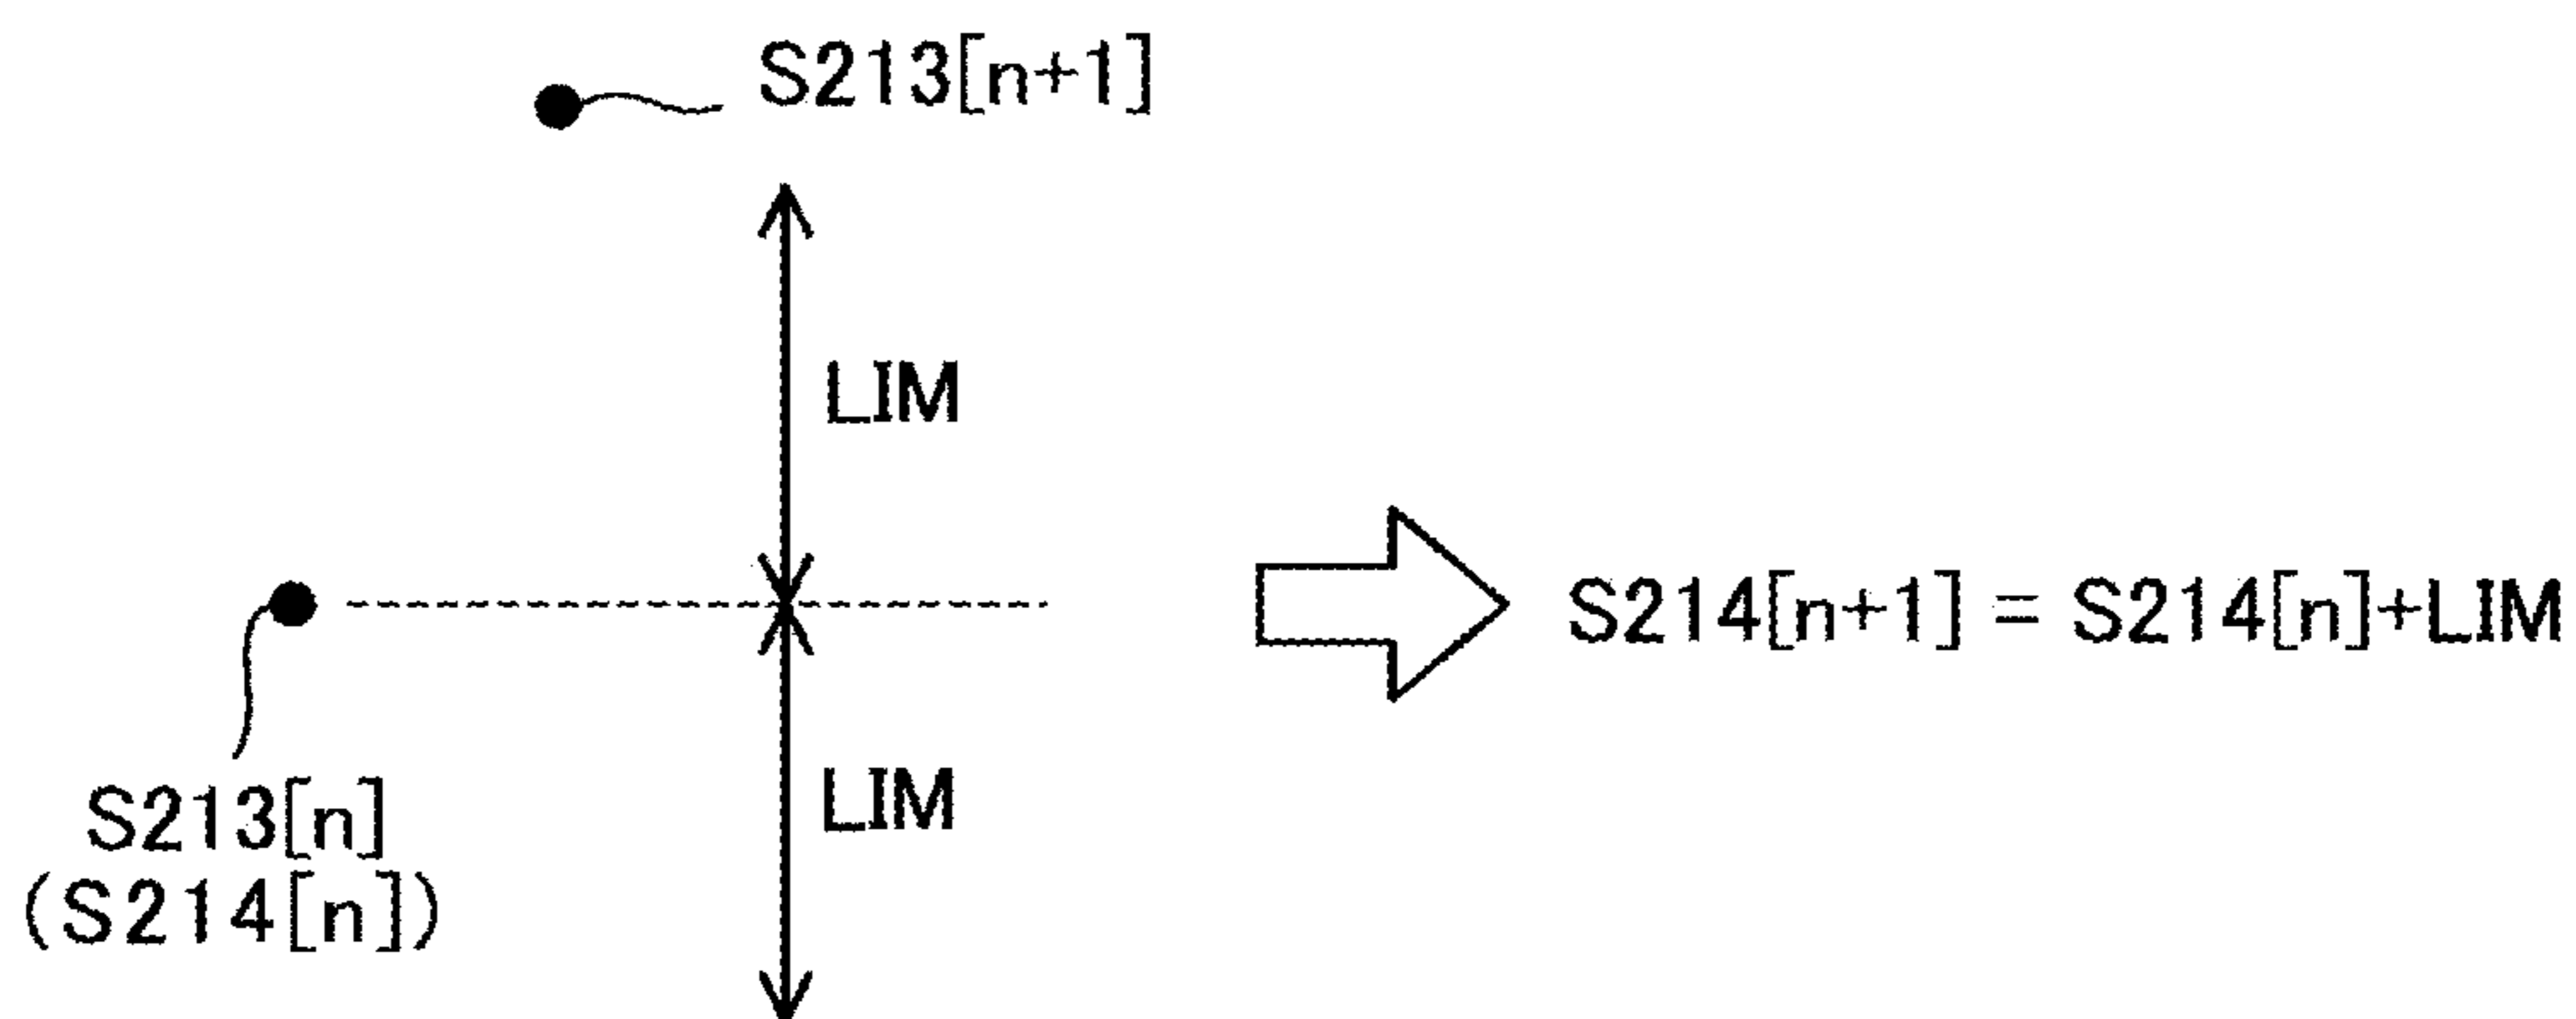 S213[n+1]
LIM
S214[n+1] = S214[n]+LIM
LIM
S213[n]
(S214[n])